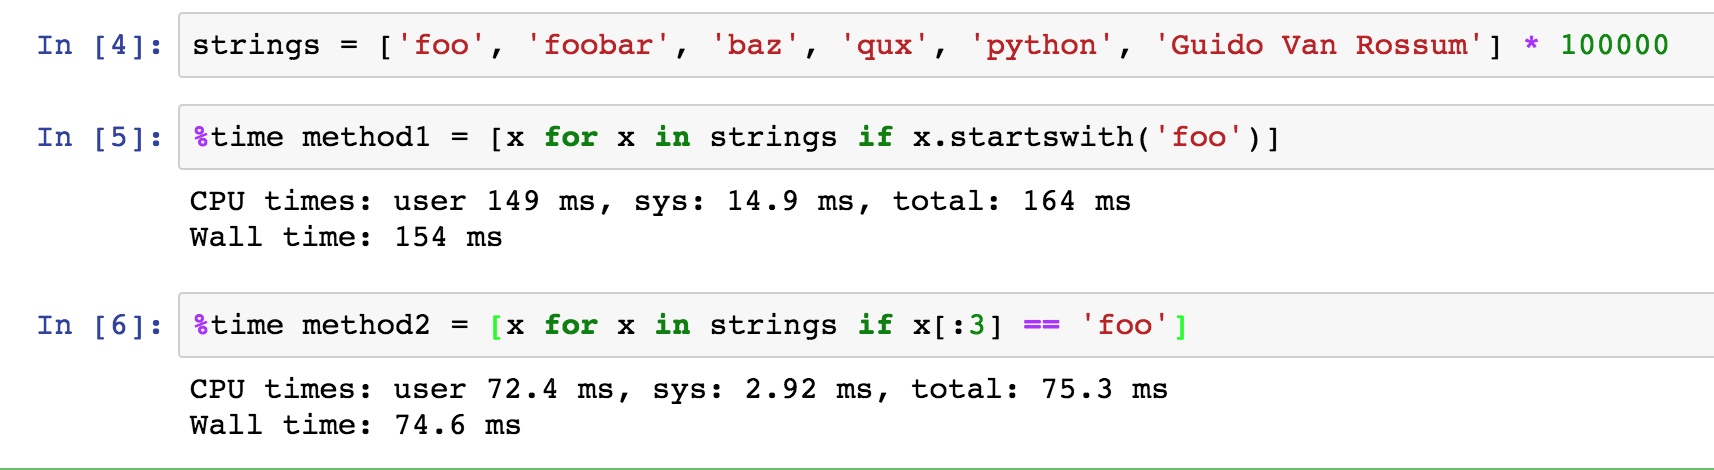 In [4]: strings = ['foo', 'foobar', 'baz', 'qux', 'python', 'Guido Van Rossum'] * 100000
In [5]: %time method1 = [x for x in strings if x.startswith('foo')]
CPU times: user 149 ms, sys: 14.9 ms, total: 164 ms
Wall time: 154 ms
In [6]: %time method2 = [x for x in strings if x[:3] == 'foo']
CPU times: user 72.4 ms, sys: 2.92 ms, total: 75.3 ms
Wall time: 74.6 ms